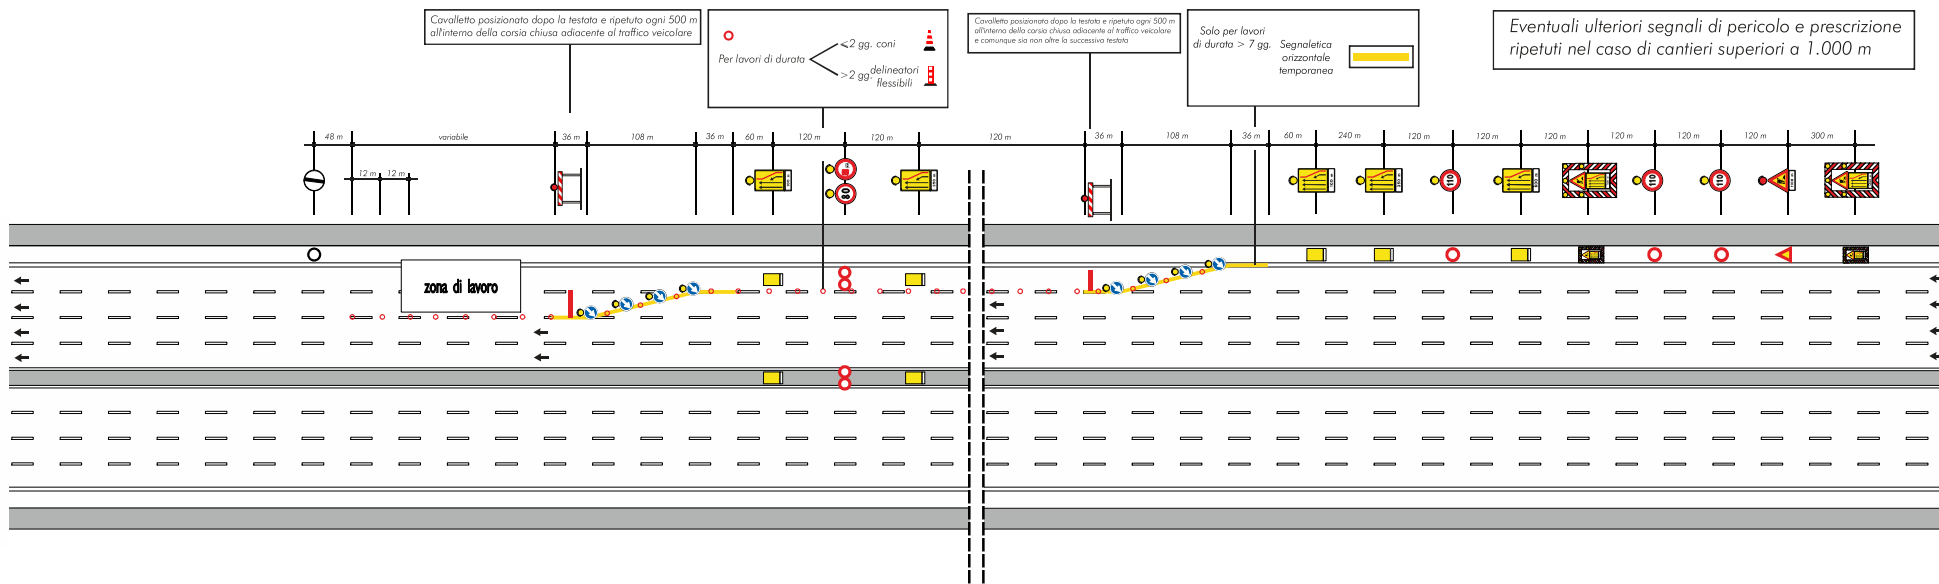 Cavalletto posizionato dopo la testata e ripetuto ogni 500 m
all'interno della corsia chiusa adiacente al traffico veicolare
Per lavori di durata
<2 gg. coni
>2 gg. delineatori
flessibili
Cavalletto posizionato dopo la testata e ripetuto ogni 500 m
all'interno della corsia chiusa adiacente al traffico veicolare
e comunque sia non oltre la successiva testata
Solo per lavori
di durata > 7 gg.
Segnaletica
orizzontale
temporanea
Eventuali ulteriori segnali di pericolo e prescrizione
ripetuti nel caso di cantieri superiori a 1.000 m
48 m variabile 36 m 108 m 36 m 60 m 120 m 120 m 120 m 36 m 108 m 36 m 60 m 240 m 120 m 120 m 120 m 120 m 120 m 120 m 300 m
12 m 12 m
80
110
110
110
zona di lavoro